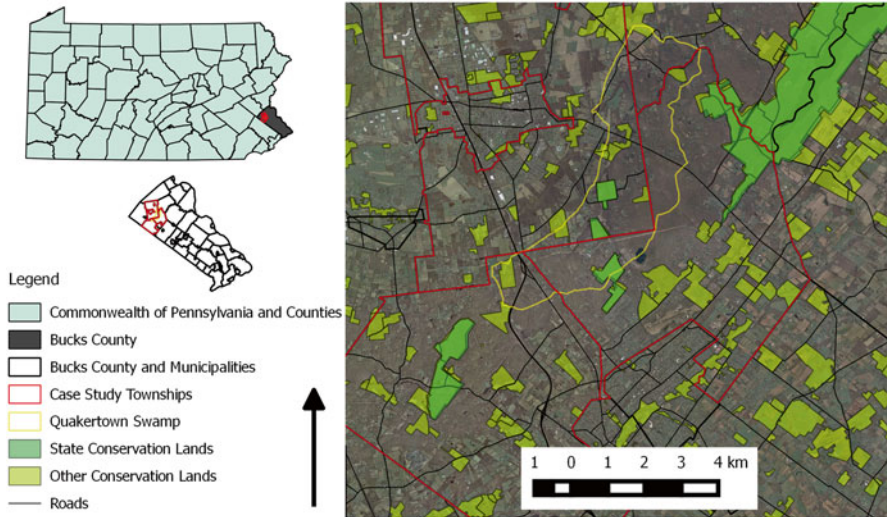 Legend
Commonwealth of Pennsylvania and Counties
Bucks County
Bucks County and Municipalities
Case Study Townships
Quakertown Swamp
State Conservation Lands
Other Conservation Lands
Roads
1 0 1 2 3 4 km